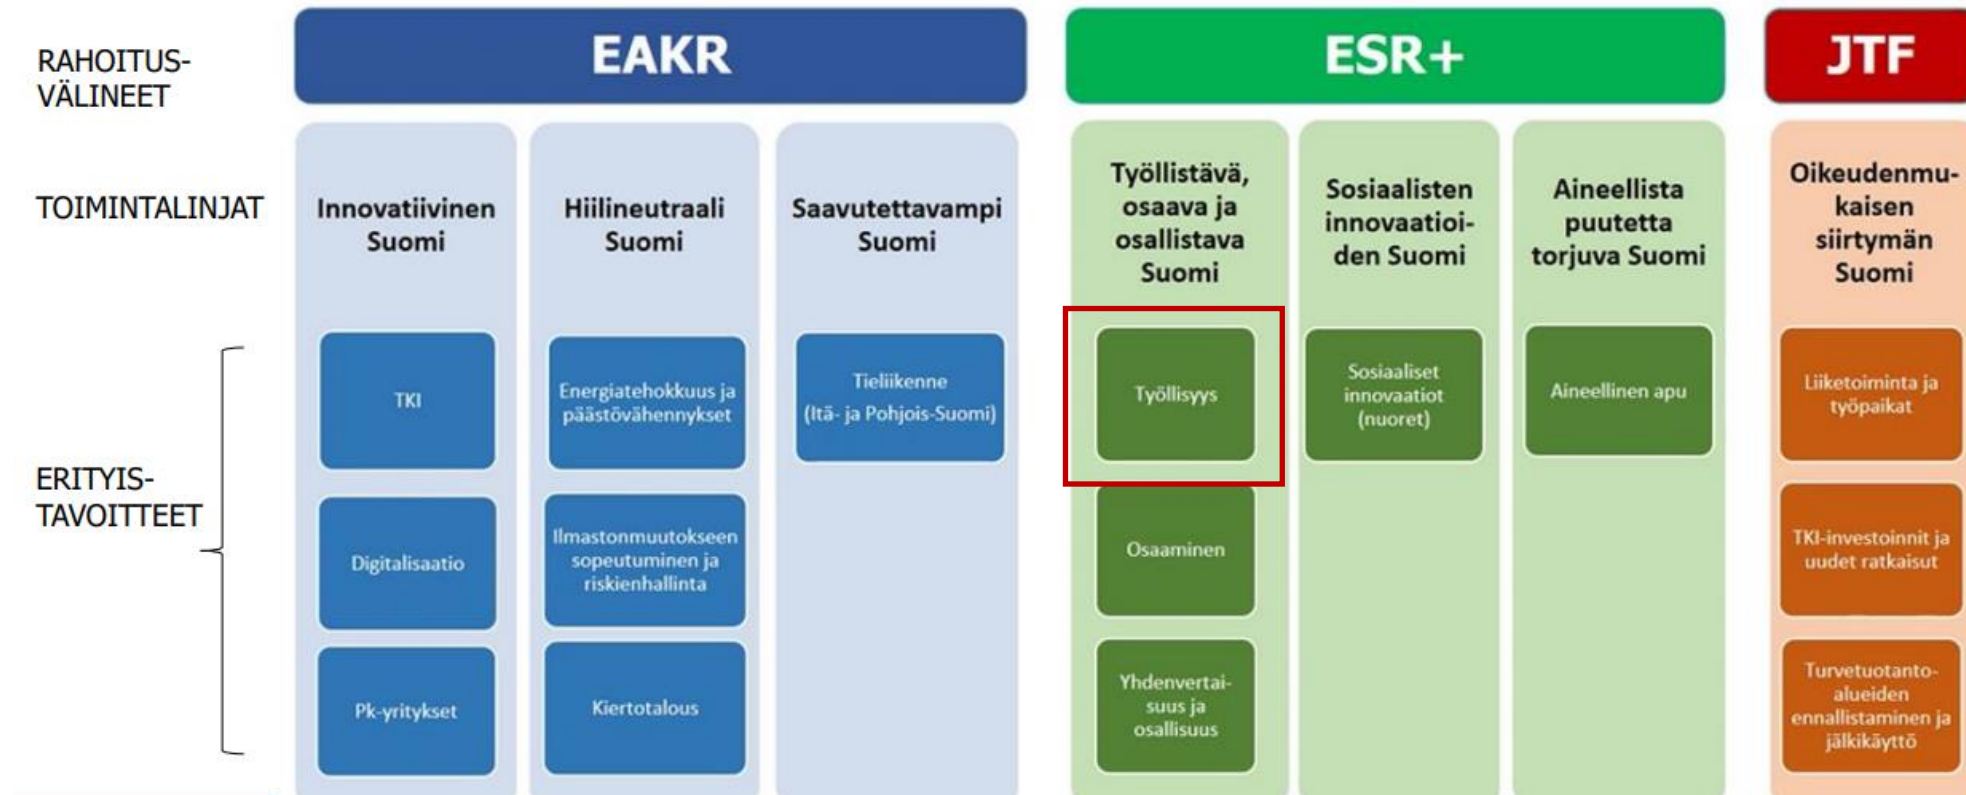 RAHOITUS-
VÄLINEET
EAKR
ESR+
JTF
TOIMINTALINJAT
Innovatiivinen
Suomi
Hiilineutraali
Suomi
Saavutettavampi
Suomi
Työllistävä,
osaava ja
osallistava
Suomi
Sosiaalisten
innovaatioi-
den Suomi
Aineellista
puutetta
torjuva Suomi
Oikeudenmu-
kaisen
siirtymän
Suomi
ERITYIS-
TAVOITTEET
TKI
Energiatehokkuus ja
päästövähennykset
Tieliikenne
(Itä- ja Pohjois-Suomi)
Työllisyys
Sosiaaliset
innovaatiot
(nuoret)
Aineellinen apu
Liiketoiminta ja
työpaikat
Digitalisaatio
Ilmastonmuutokseen
sopeutuminen ja
riskienhallinta
Osaaminen
TKI-investoinnit ja
uudet ratkaisut
Pk-yritykset
Kiertotalous
Yhdenvertai-
suus ja
osallisuus
Turvetuotanto-
alueiden
ennallistaminen ja
jälkikäyttö